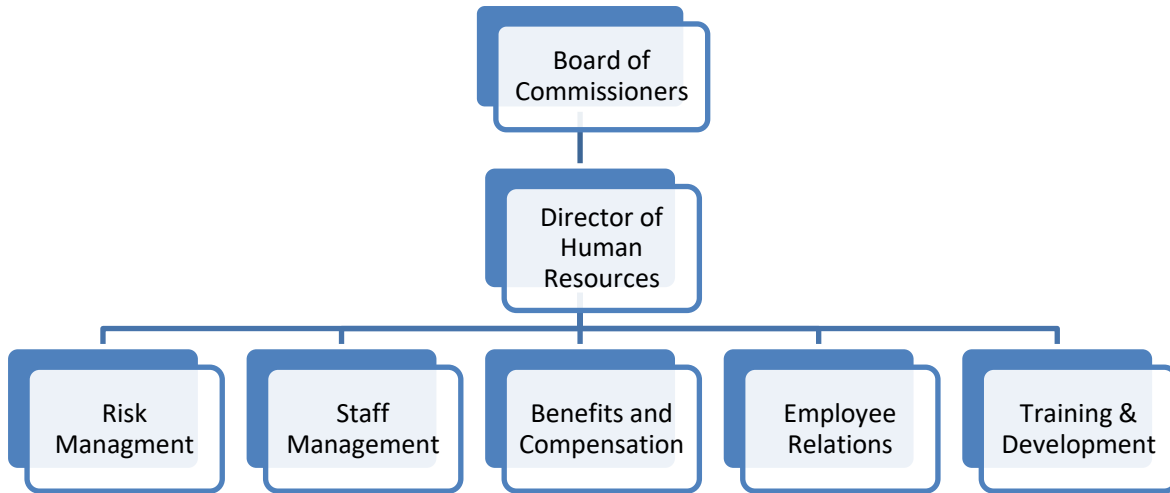 Board of
Commissioners
Director of
Human
Resources
Risk
Managment
Staff
Management
Benefits and
Compensation
Employee
Relations
Training &
Development